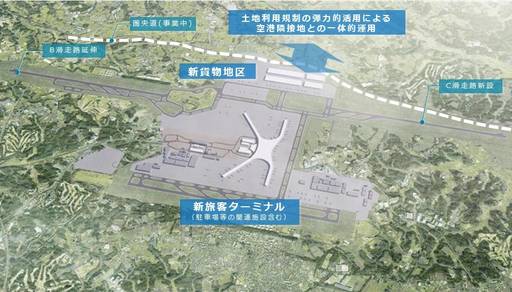 土地利用規制の弾力的活用による
空港隣接地との一体的運用
圏央道(事業中)
B滑走路延伸
新貨物地区
C滑走路新設
新旅客ターミナル
(駐車場等の関連施設含む)